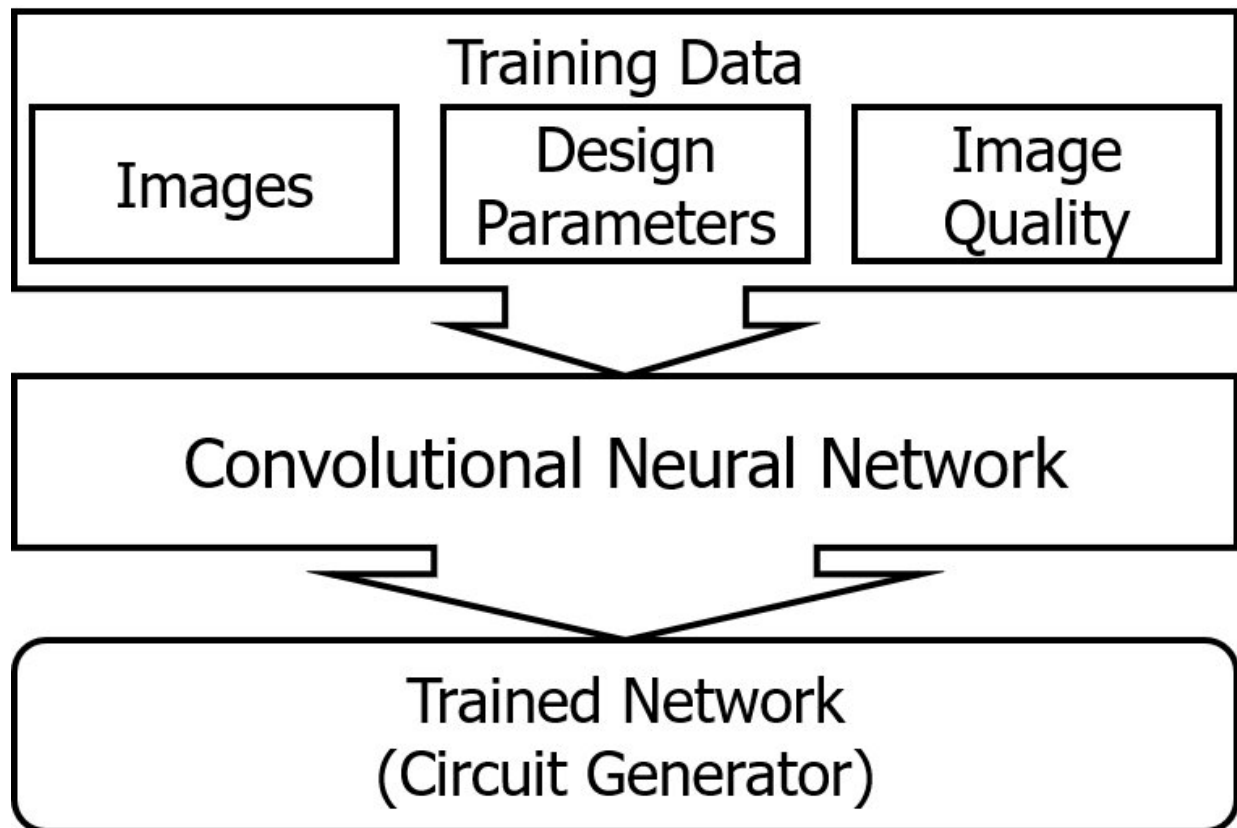 Training Data
Images
Design
Parameters
Image
Quality
Convolutional Neural Network
Trained Network
(Circuit Generator)